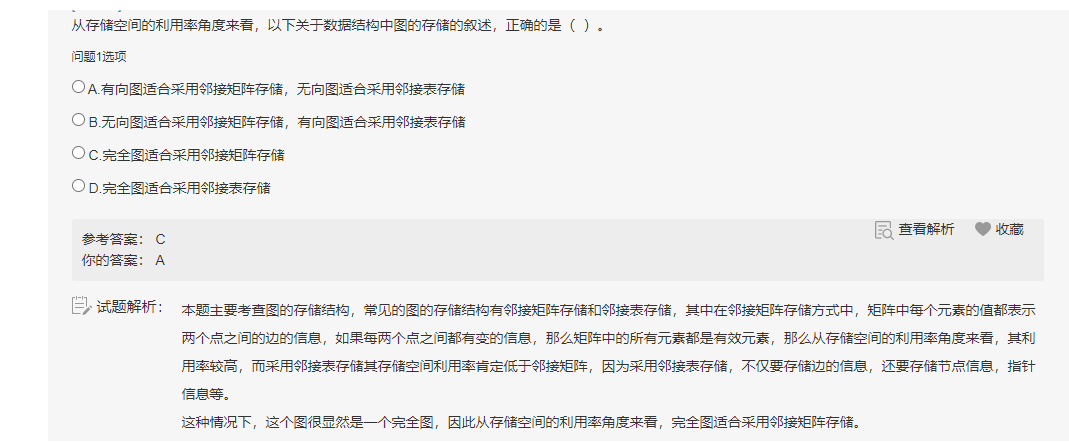 从存储空间的利用率角度来看，以下关于数据结构中图的存储的叙述，正确的是（ ）。
问题1选项
A.有向图适合采用邻接矩阵存储，无向图适合采用邻接表存储
B.无向图适合采用邻接矩阵存储，有向图适合采用邻接表存储
C.完全图适合采用邻接矩阵存储
D.完全图适合采用邻接表存储
查看解析 收藏
参考答案： C
你的答案： A
试题解析： 本题主要考查图的存储结构，常见的图的存储结构有邻接矩阵存储和邻接表存储，其中在邻接矩阵存储方式中，矩阵中每个元素的值都表示
两个点之间的边的信息，如果每两个点之间都有变的信息，那么矩阵中的所有元素都是有效元素，那么从存储空间的利用率角度来看，其利
用率较高，而采用邻接表存储其存储空间利用率肯定低于邻接矩阵，因为采用邻接表存储，不仅要存储边的信息，还要存储节点信息，指针
信息等。
这种情况下，这个图很显然是一个完全图，因此从存储空间的利用率角度来看，完全图适合采用邻接矩阵存储。